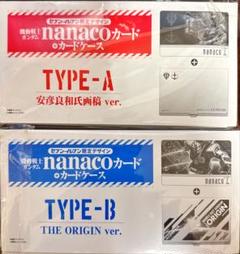 セブン-イレブン限定デザイン
機動戦士
ガンダム
nanacoカード
+カードケース
TYPE-A
安彦良和氏画稿 ver.
nanaco
+
セブン-イレブン限定デザイン
機動戦士
ガンダム
nanacoカード
+カードケース
TYPE-B
THE ORIGIN ver.
nanaco
+
ORIGIN